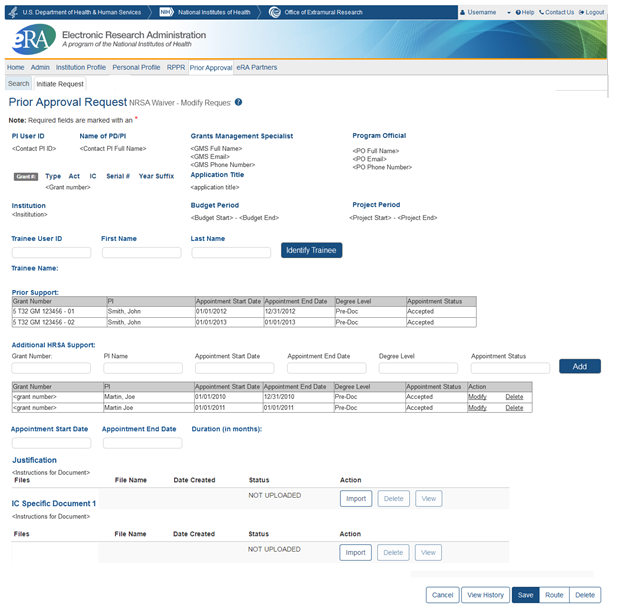 U.S. Department of Health & Human Services NIH National Institutes of Health Office of Extramural Research Username Help Contact Us Logout
eRA Electronic Research Administration
A program of the National Institutes of Health
Home Admin Institution Profile Personal Profile RPPR Prior Approval eRA Partners
Search Initiate Request
Prior Approval Request NRSA Waiver - Modify Reques ?
Note: Required fields are marked with an *
PI User ID Name of PD/PI Grants Management Specialist Program Official
<Contact PI ID> <Contact PI Full Name> <GMS Full Name> <PO Full Name>
<GMS Email> <PO Email>
<GMS Phone Number> <PO Phone Number>
Grant #: Type Act IC Serial # Year Suffix Application Title
<Grant number> <application title>
Institution Budget Period Project Period
<Insititution> <Budget Start> - <Budget End> <Project Start> - <Project End>
Trainee User ID First Name Last Name
Identify Trainee
Trainee Name:
Prior Support:
Grant Number PI Appointment Start Date Appointment End Date Degree Level Appointment Status
5 T32 GM 123456 - 01 Smith, John 01/01/2012 12/31/2012 Pre-Doc Accepted
5 T32 GM 123456 - 02 Smith, John 01/01/2013 01/01/2013 Pre-Doc Accepted
Additional HRSA Support:
Grant Number: PI Name Appointment Start Date Appointment End Date Degree Level Appointment Status
Add
Grant Number PI Appointment Start Date Appointment End Date Degree Level Appointment Status Action
<grant number> Martin, Joe 01/01/2010 12/31/2010 Pre-Doc Accepted Modify Delete
<grant number> Martin Joe 01/01/2011 01/01/2011 Pre-Doc Accepted Modify Delete
Appointment Start Date Appointment End Date Duration (in months):
Justification
<Instructions for Document>
Files File Name Date Created Status Action
NOT UPLOADED Import Delete View
IC Specific Document 1
<Instructions for Document>
Files File Name Date Created Status Action
NOT UPLOADED Import Delete View
Cancel View History Save Route Delete